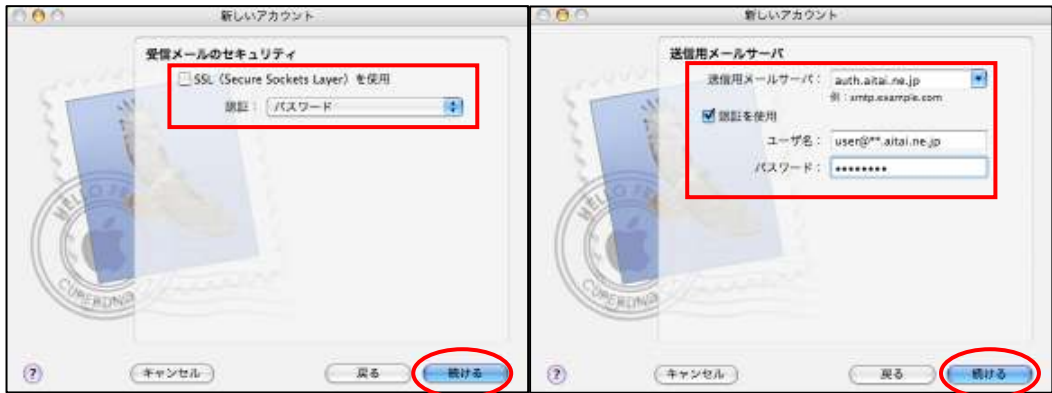 新しいアカウント
受信メールのセキュリティ
SSL（Secure Sockets Layer）を使用
認証：パスワード
?
キャンセル
戻る
続ける
新しいアカウント
送信用メールサーバ
送信用メールサーバ：auth.aitai.ne.jp
例：smtp.example.com
認証を使用
ユーザ名：user@**.aitai.ne.jp
パスワード：••••••••
?
キャンセル
戻る
続ける